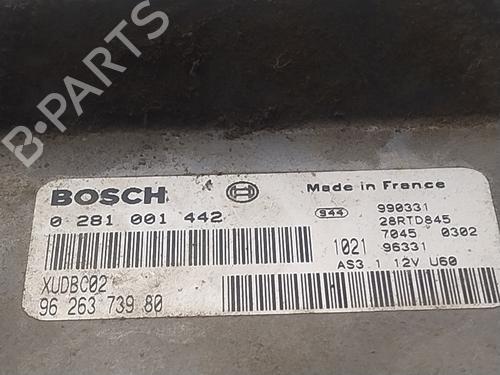 B-PARTS
BOSCH
0 281 001 442
XUDBC02
96 263 739 80
Made in France
944 990331
28RTD845
7045 0302
1021 96331
AS3 1 12V U60